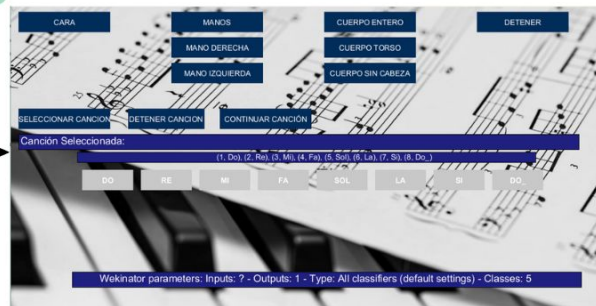 CARA MANOS CUERPO ENTERO DETENER
MANO DERECHA CUERPO TORSO
MANO IZQUIERDA CUERPO SIN CABEZA
SELECCIONAR CANCION DETENER CANCION CONTINUAR CANCIÓN
Canción Seleccionada:
(1, Do), (2, Re), (3, Mi), (4, Fa), (5, Sol), (6, La), (7, Si), (8, Do_)
DO RE MI FA SOL LA SI DO_
Wekinator parameters: Inputs: ? - Outputs: 1 - Type: All classifiers (default settings) - Classes: 5